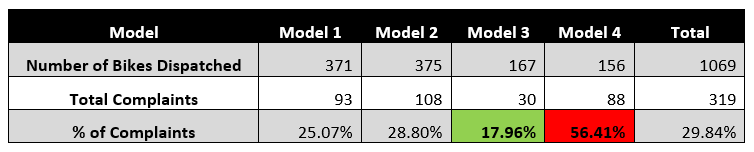 Model Model 1 Model 2 Model 3 Model 4 Total
Number of Bikes Dispatched 371 375 167 156 1069
Total Complaints 93 108 30 88 319
% of Complaints 25.07% 28.80% 17.96% 56.41% 29.84%